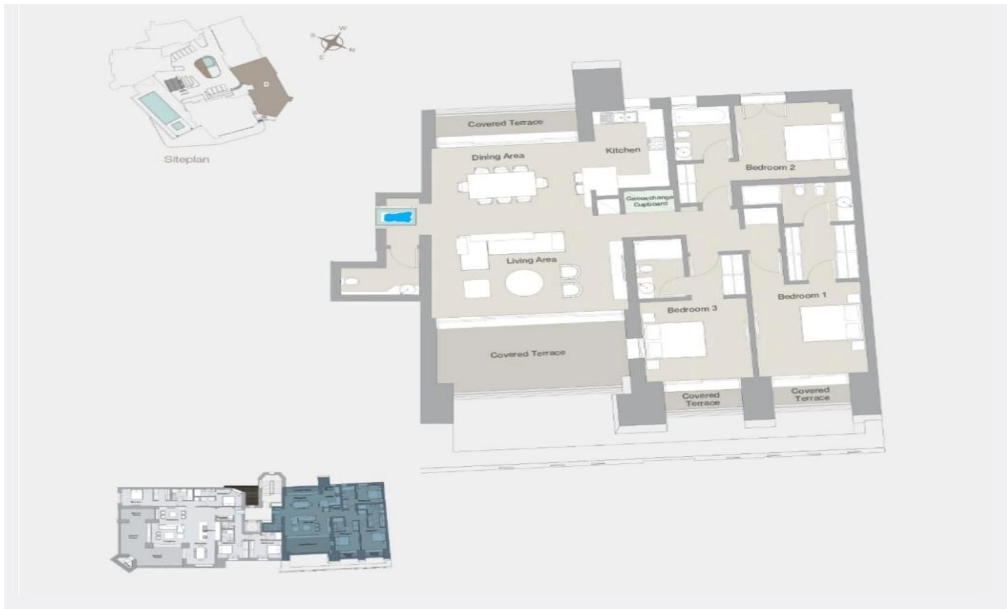 W
S
N
E
Siteplan
Covered Terrace
Dining Area
Kitchen
Bedroom 2
Cupboard
Living Area
Bedroom 1
Bedroom 3
Covered Terrace
Covered
Terrace
Covered
Terrace